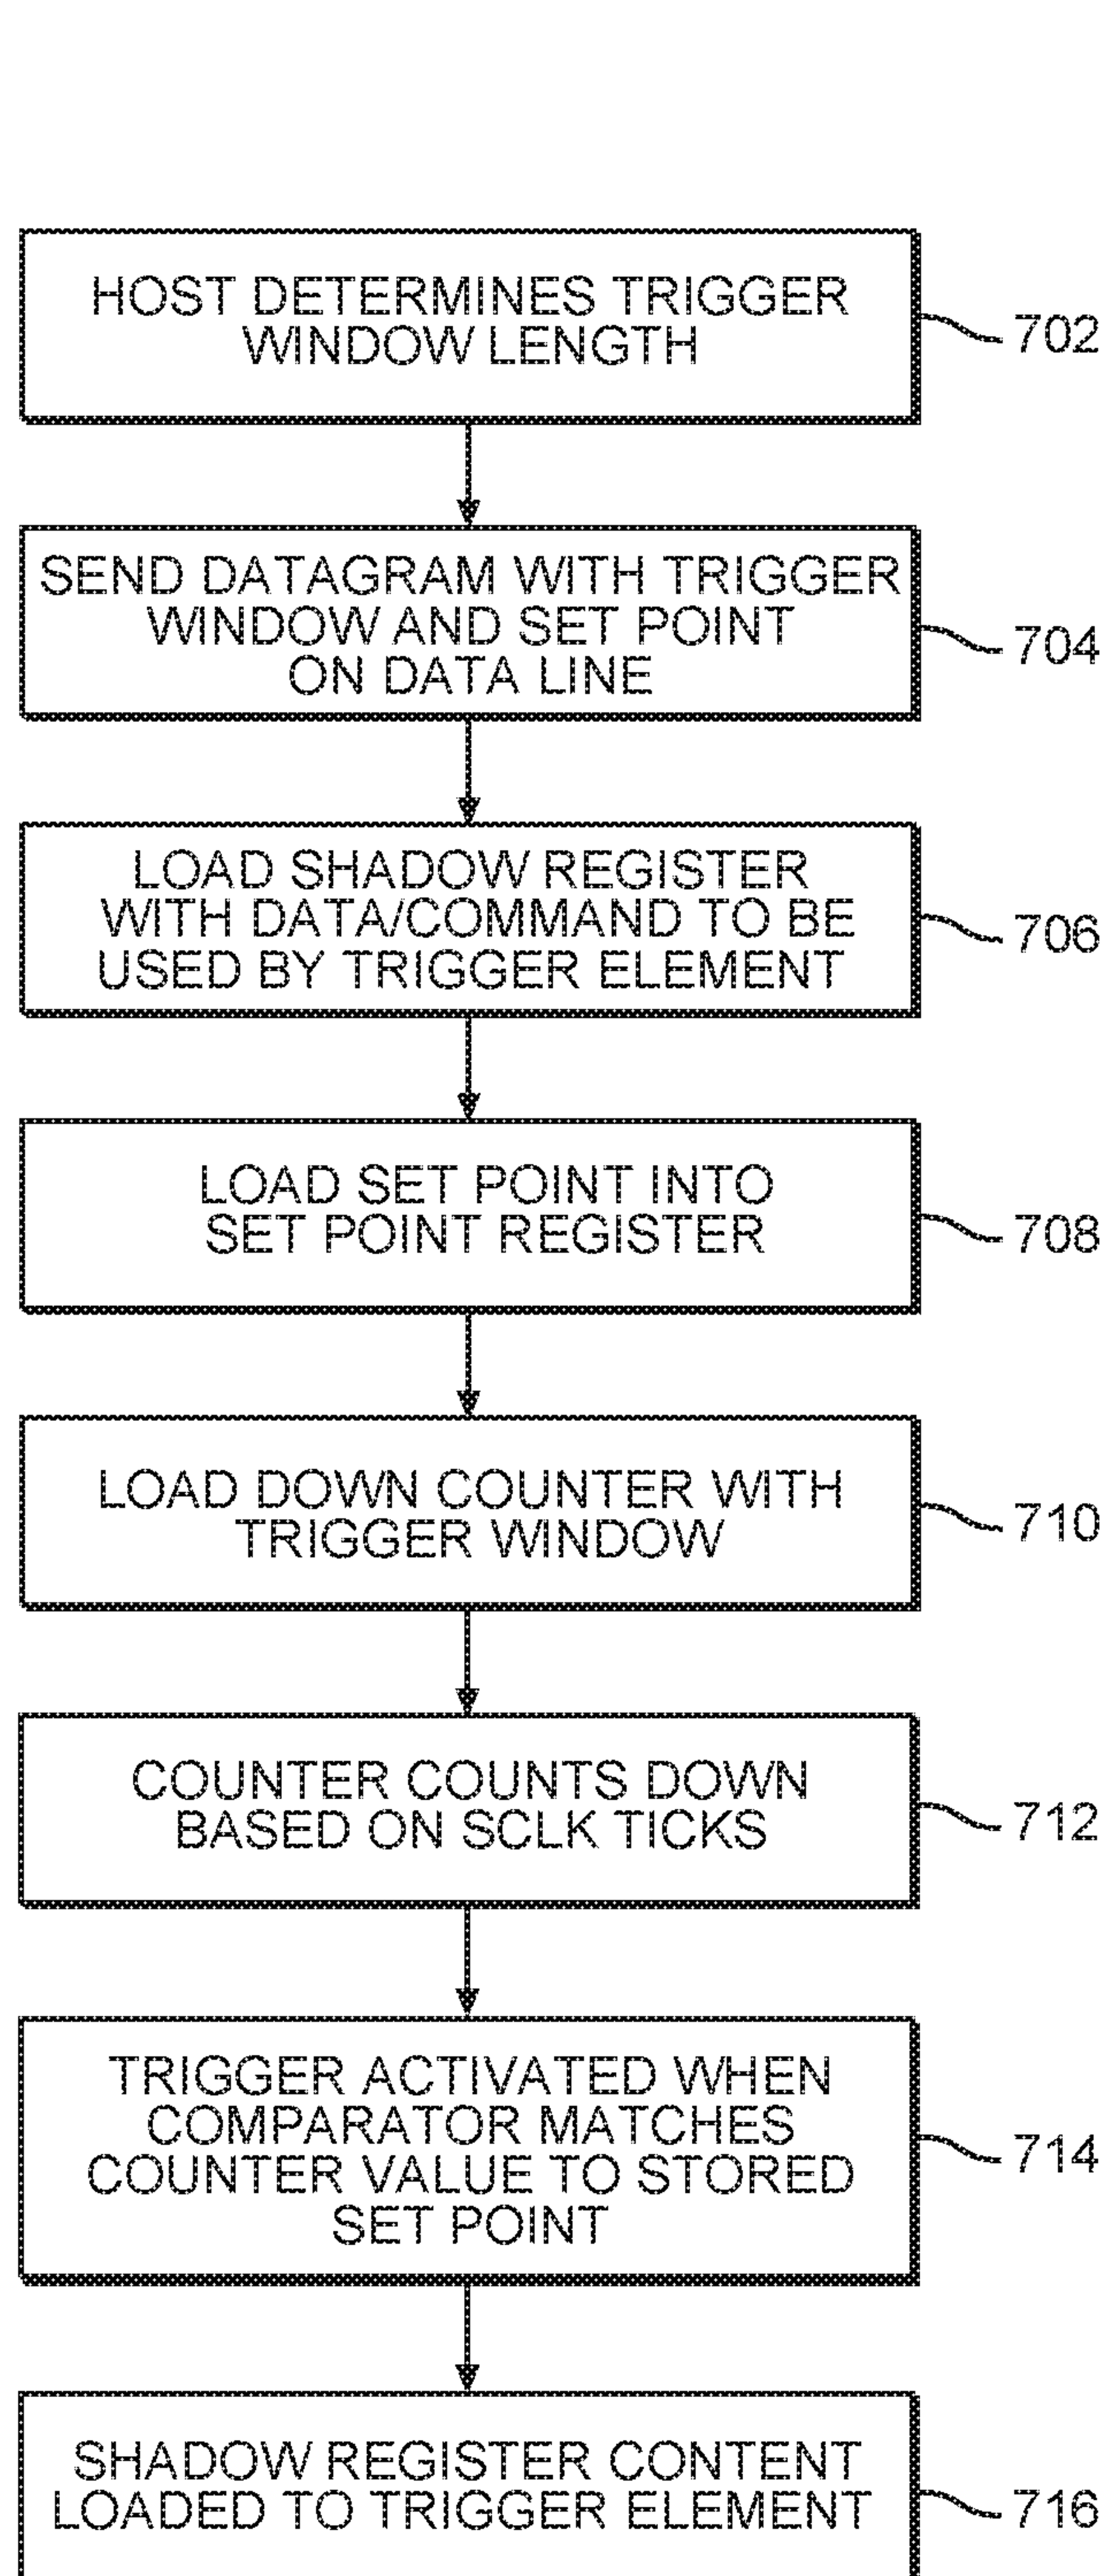 HOST DETERMINES TRIGGER
WINDOW LENGTH
702
SEND DATAGRAM WITH TRIGGER
WINDOW AND SET POINT
ON DATA LINE
704
LOAD SHADOW REGISTER
WITH DATA/COMMAND TO BE
USED BY TRIGGER ELEMENT
706
LOAD SET POINT INTO
SET POINT REGISTER
708
LOAD DOWN COUNTER WITH
TRIGGER WINDOW
710
COUNTER COUNTS DOWN
BASED ON SCLK TICKS
712
TRIGGER ACTIVATED WHEN
COMPARATOR MATCHES
COUNTER VALUE TO STORED
SET POINT
714
SHADOW REGISTER CONTENT
LOADED TO TRIGGER ELEMENT
716